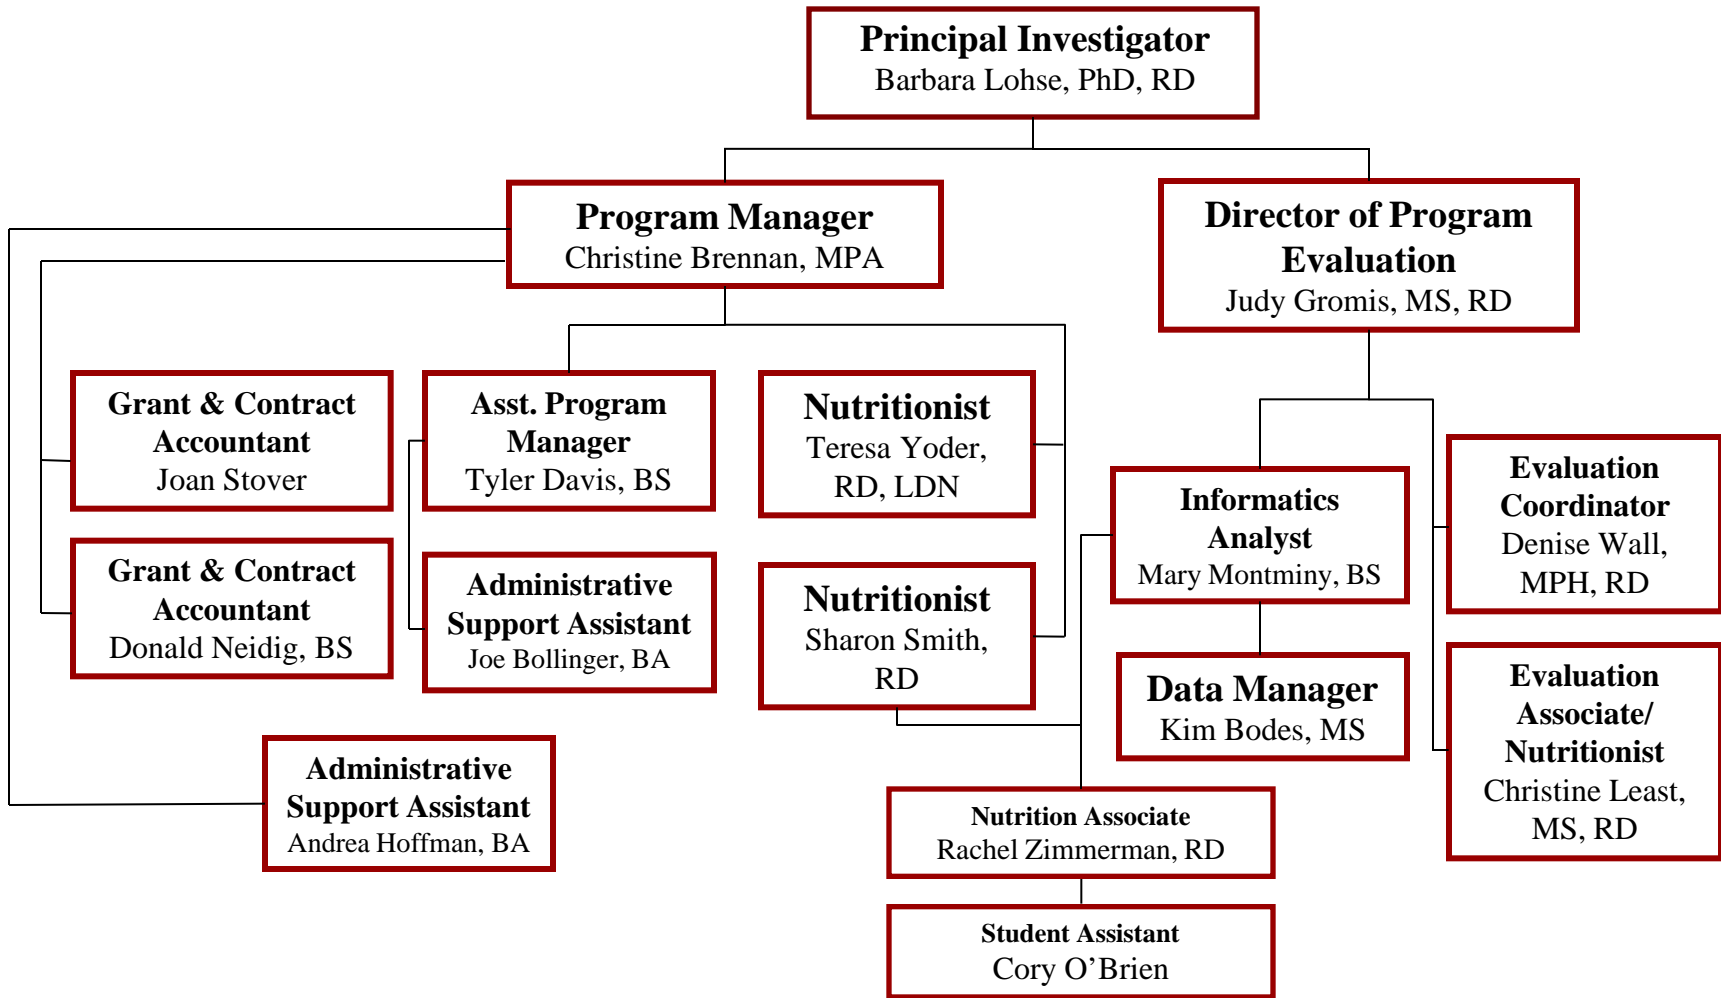 Principal Investigator
Barbara Lohse, PhD, RD
Program Manager
Christine Brennan, MPA
Director of Program
Evaluation
Judy Gromis, MS, RD
Grant & Contract
Accountant
Joan Stover
Asst. Program
Manager
Tyler Davis, BS
Nutritionist
Teresa Yoder,
RD, LDN
Informatics
Analyst
Mary Montminy, BS
Evaluation
Coordinator
Denise Wall,
MPH, RD
Grant & Contract
Accountant
Donald Neidig, BS
Administrative
Support Assistant
Joe Bollinger, BA
Nutritionist
Sharon Smith,
RD
Data Manager
Kim Bodes, MS
Evaluation
Associate/
Nutritionist
Christine Least,
MS, RD
Administrative
Support Assistant
Andrea Hoffman, BA
Nutrition Associate
Rachel Zimmerman, RD
Student Assistant
Cory O’Brien